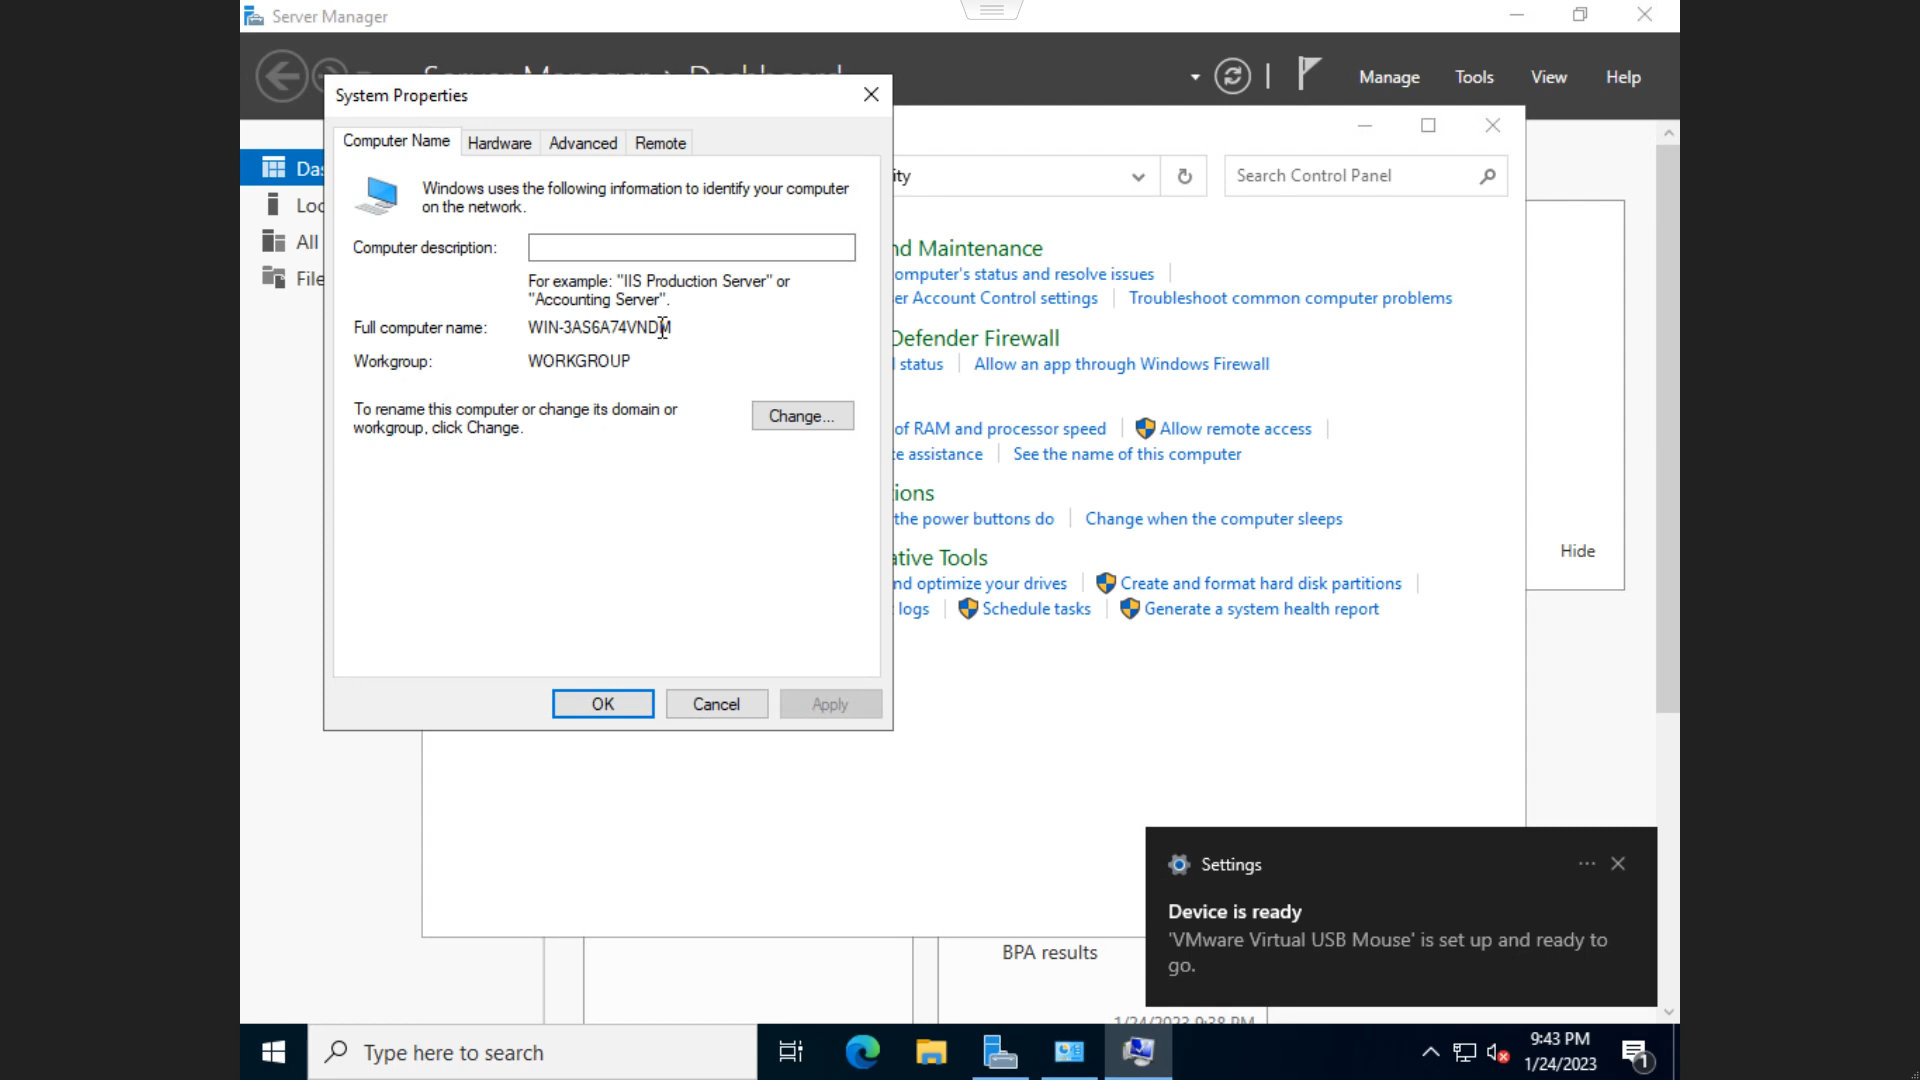 Server Manager
Manage
Tools
View
Help
System Properties
Computer Name
Hardware
Advanced
Remote
Windows uses the following information to identify your computer
on the network.
Computer description:
For example: "IIS Production Server" or
"Accounting Server".
Full computer name: WIN-3AS6A74VNDM
Workgroup: WORKGROUP
To rename this computer or change its domain or
workgroup, click Change.
Change...
OK
Cancel
Apply
ity
Search Control Panel
nd Maintenance
omputer's status and resolve issues
er Account Control settings
Troubleshoot common computer problems
Defender Firewall
status
Allow an app through Windows Firewall
of RAM and processor speed
Allow remote access
e assistance
See the name of this computer
ions
the power buttons do
Change when the computer sleeps
ative Tools
nd optimize your drives
Create and format hard disk partitions
logs
Schedule tasks
Generate a system health report
Das
Loc
All
File
Hide
BPA results
Settings
Device is ready
'VMware Virtual USB Mouse' is set up and ready to
go.
Type here to search
9:43 PM
1/24/2023
1